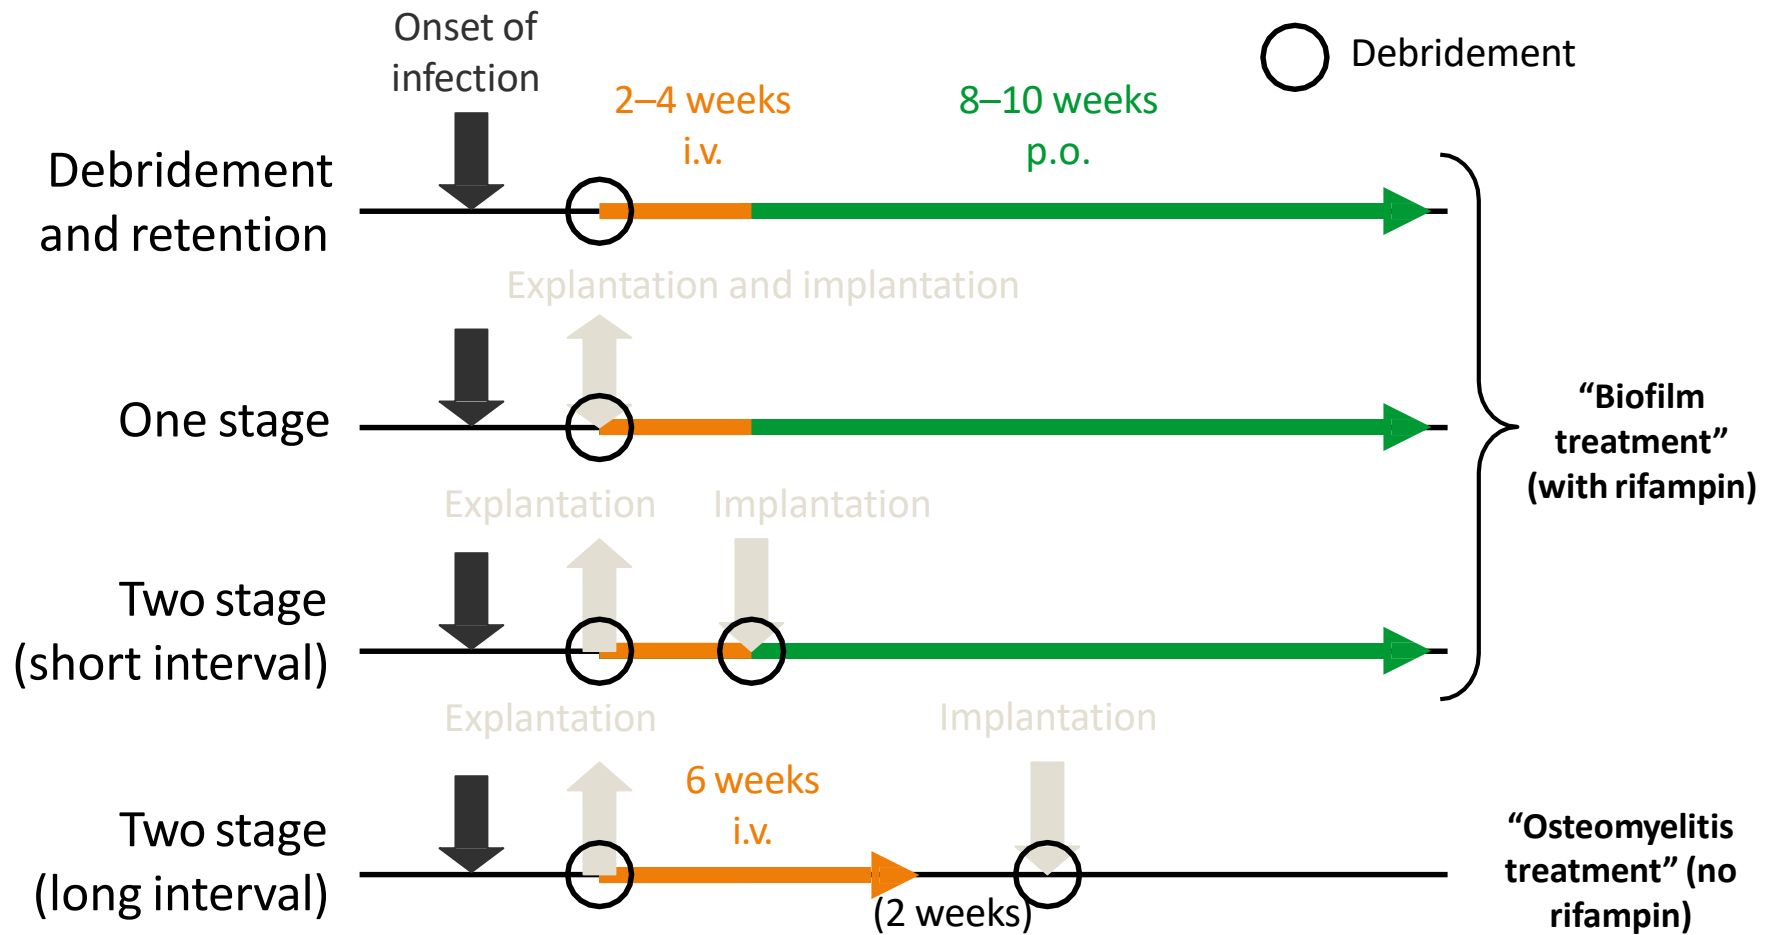 Onset of
infection
Debridement
2–4 weeks
i.v.
8–10 weeks
p.o.
Debridement
and retention
Explantation and implantation
One stage
“Biofilm
treatment”
(with rifampin)
Explantation
Implantation
Two stage
(short interval)
Explantation
Implantation
6 weeks
i.v.
Two stage
(long interval)
(2 weeks)
“Osteomyelitis
treatment” (no
rifampin)